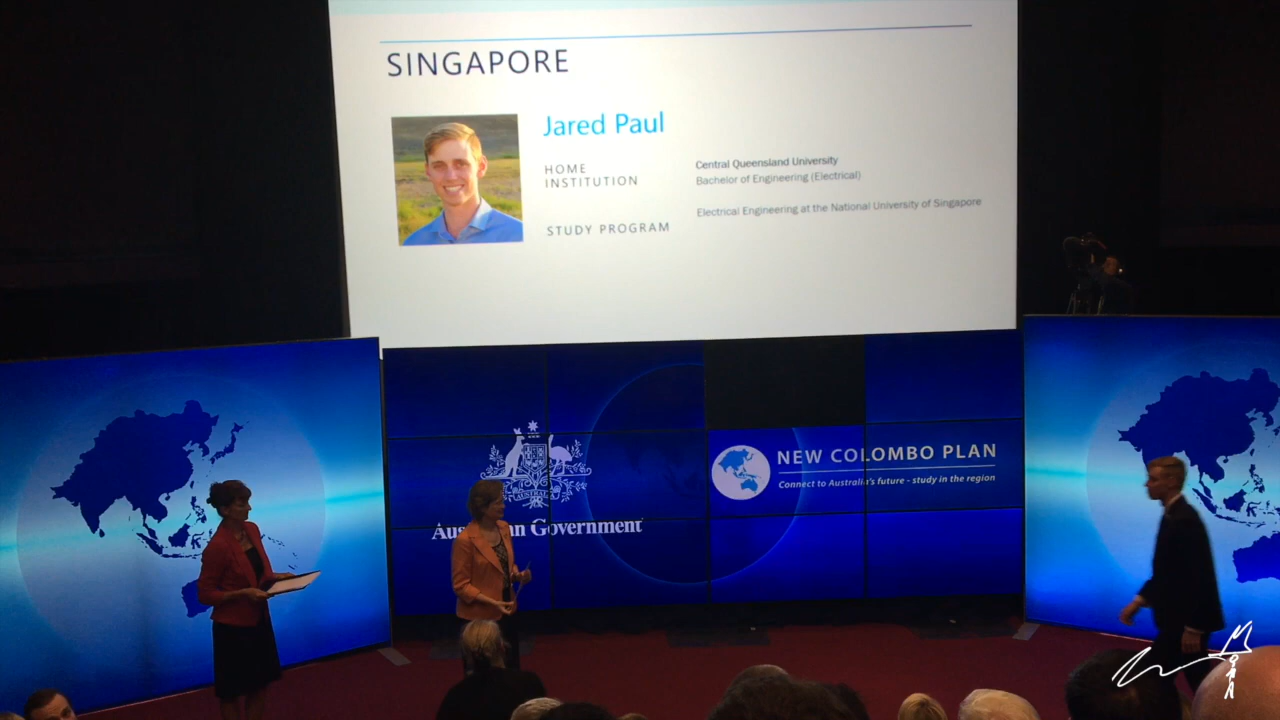 SINGAPORE
Jared Paul
HOME
INSTITUTION
Central Queensland University
Bachelor of Engineering (Electrical)
STUDY PROGRAM
Electrical Engineering at the National University of Singapore
NEW COLOMBO PLAN
Connect to Australia's future - study in the region
Australian Government